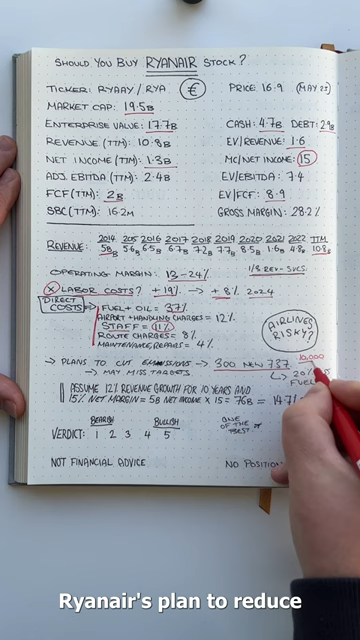 SHOULD YOU BUY RYANAIR STOCK?
TICKER: RYAAY / RYA € PRICE 16.9 (MAY 23)
MARKET CAP: 19.5B
ENTERPRISE VALUE: 17.7B CASH: 4.7B DEBT: 2.9B
REVENUE (TTM): 10.8B EV/REVENUE: 1.6
NET INCOME (TTM): 1.3B MC/NET INCOME: 15
ADJ. EBITDA (TTM): 2.4B EV/EBITDA: 7.4
FCF (TTM): 2B EV/FCF: 8.9
SBC (TTM): 16.2M GROSS MARGIN: 28.2%
2014 2015 2016 2017 2018 2019 2020 2021 2022 TTM
REVENUE: 5B 5.6B 6.5B 6.7B 7.2B 7.7B 8.5B 1.6B 4.8B 10.8B
OPERATING MARGIN: 13-24% 1/3 REV-SVCS.
X LABOR COSTS? +19% → +8% 2024
DIRECT COSTS → FUEL + OIL = 37%
AIRPORT + HANDLING CHARGES = 12%
STAFF = 11%
ROUTE CHARGES = 8%
MAINTENANCE, REPAIRS = 4%
AIRLINES RISKY?
→ PLANS TO CUT EMISSIONS → 300 NEW 737 10,000
→ MAY MISS TARGETS
FUEL
ASSUME 12% REVENUE GROWTH FOR 10 YEARS AND
15% NET MARGIN = 5B NET INCOME × 15 = 76B = 14.71
BEARISH BULLISH
VERDICT: 1 2 3 4 5
ONE OF THE BEST
NOT FINANCIAL ADVICE NO POSITION
Ryanair's plan to reduce